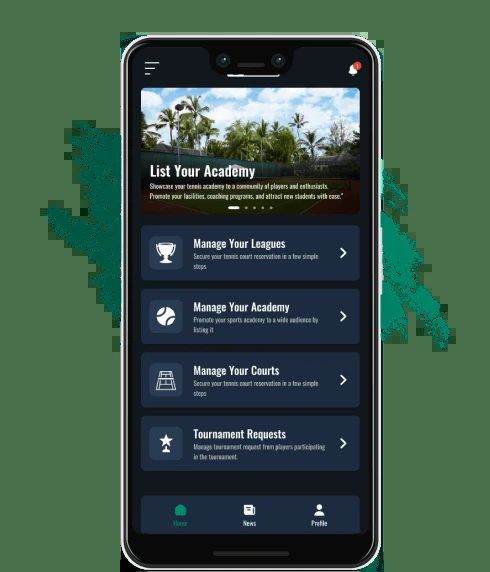 1
List Your Academy
Showcase your tennis academy to a community of players and enthusiasts.
Promote your facilities, coaching programs, and attract new students with ease."
Manage Your Leagues
Secure your tennis court reservation in a few simple
steps
Manage Your Academy
Promote your sports academy to a wide audience by
listing it
Manage Your Courts
Secure your tennis court reservation in a few simple
steps
Tournament Requests
Manage tournament request from players participating
in the tournament.
Home
News
Profile